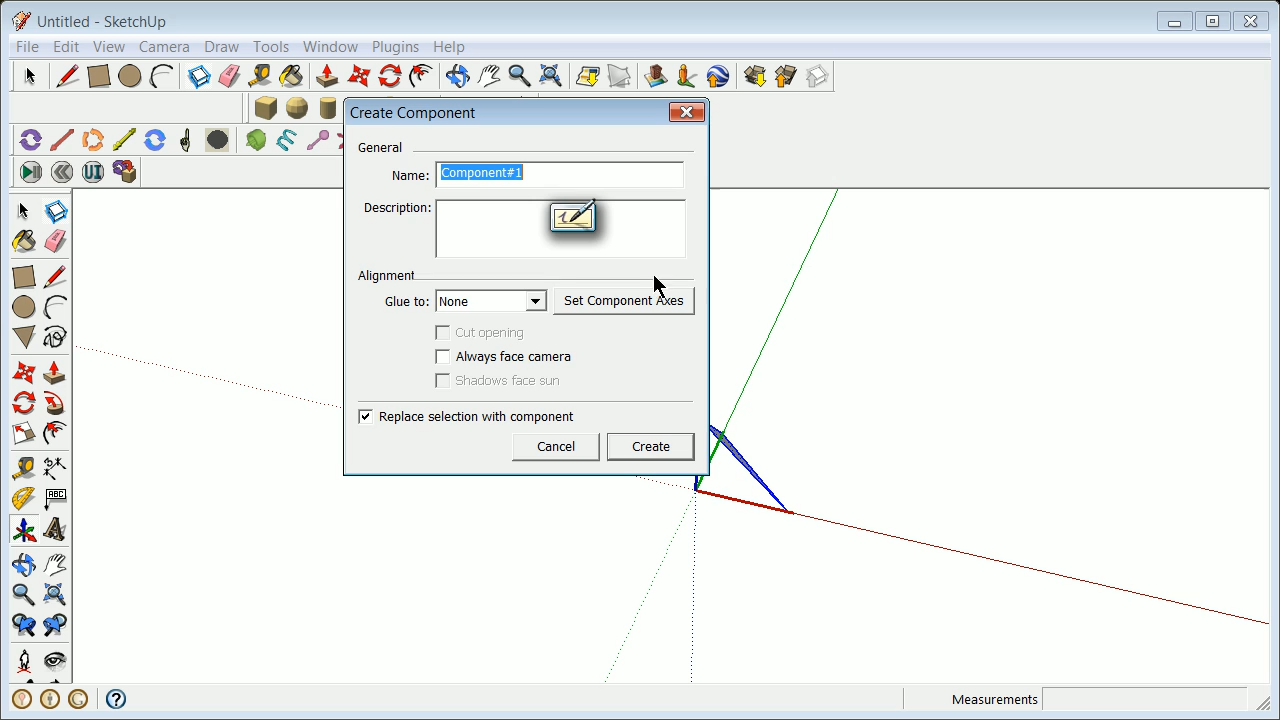 Untitled - SketchUp
File Edit View Camera Draw Tools Window Plugins Help
Create Component
General
Name: Component#1
Description:
Alignment
Glue to: None Set Component Axes
Cut opening
Always face camera
Shadows face sun
Replace selection with component
Cancel Create
UI
ABC
A
Measurements